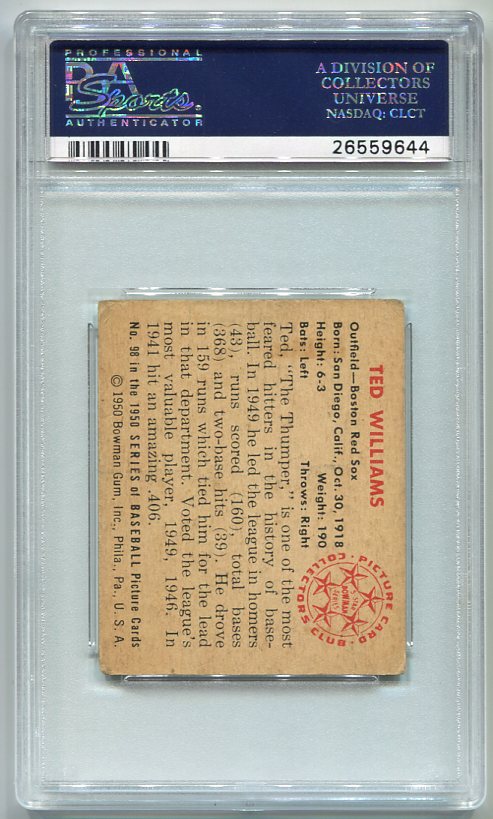 PROFESSIONAL
PSA
Sports
AUTHENTICATOR
A DIVISION OF
COLLECTORS
UNIVERSE
NASDAQ: CLCT
26559644
TED WILLIAMS
Outfield—Boston Red Sox
Born: San Diego, Calif., Oct. 30, 1918
Height: 6-3 Weight: 190
Bats: Left Throws: Right
Ted, "The Thumper," is one of the most
feared hitters in the history of base-
ball. In 1949 he led the league in homers
(43), runs scored (160), total bases
(368) and two-base hits (39). He drove
in 159 runs which tied him for the lead
in that department. Voted the league's
most valuable player, 1949, 1946. In
1941 hit an amazing .406.
No. 98 in the 1950 SERIES of BASEBALL Picture Cards
© 1950 Bowman Gum, Inc., Phila., Pa., U. S. A.
PICTURE CARD
COLLECTORS CLUB
5-STAR
BOWMAN